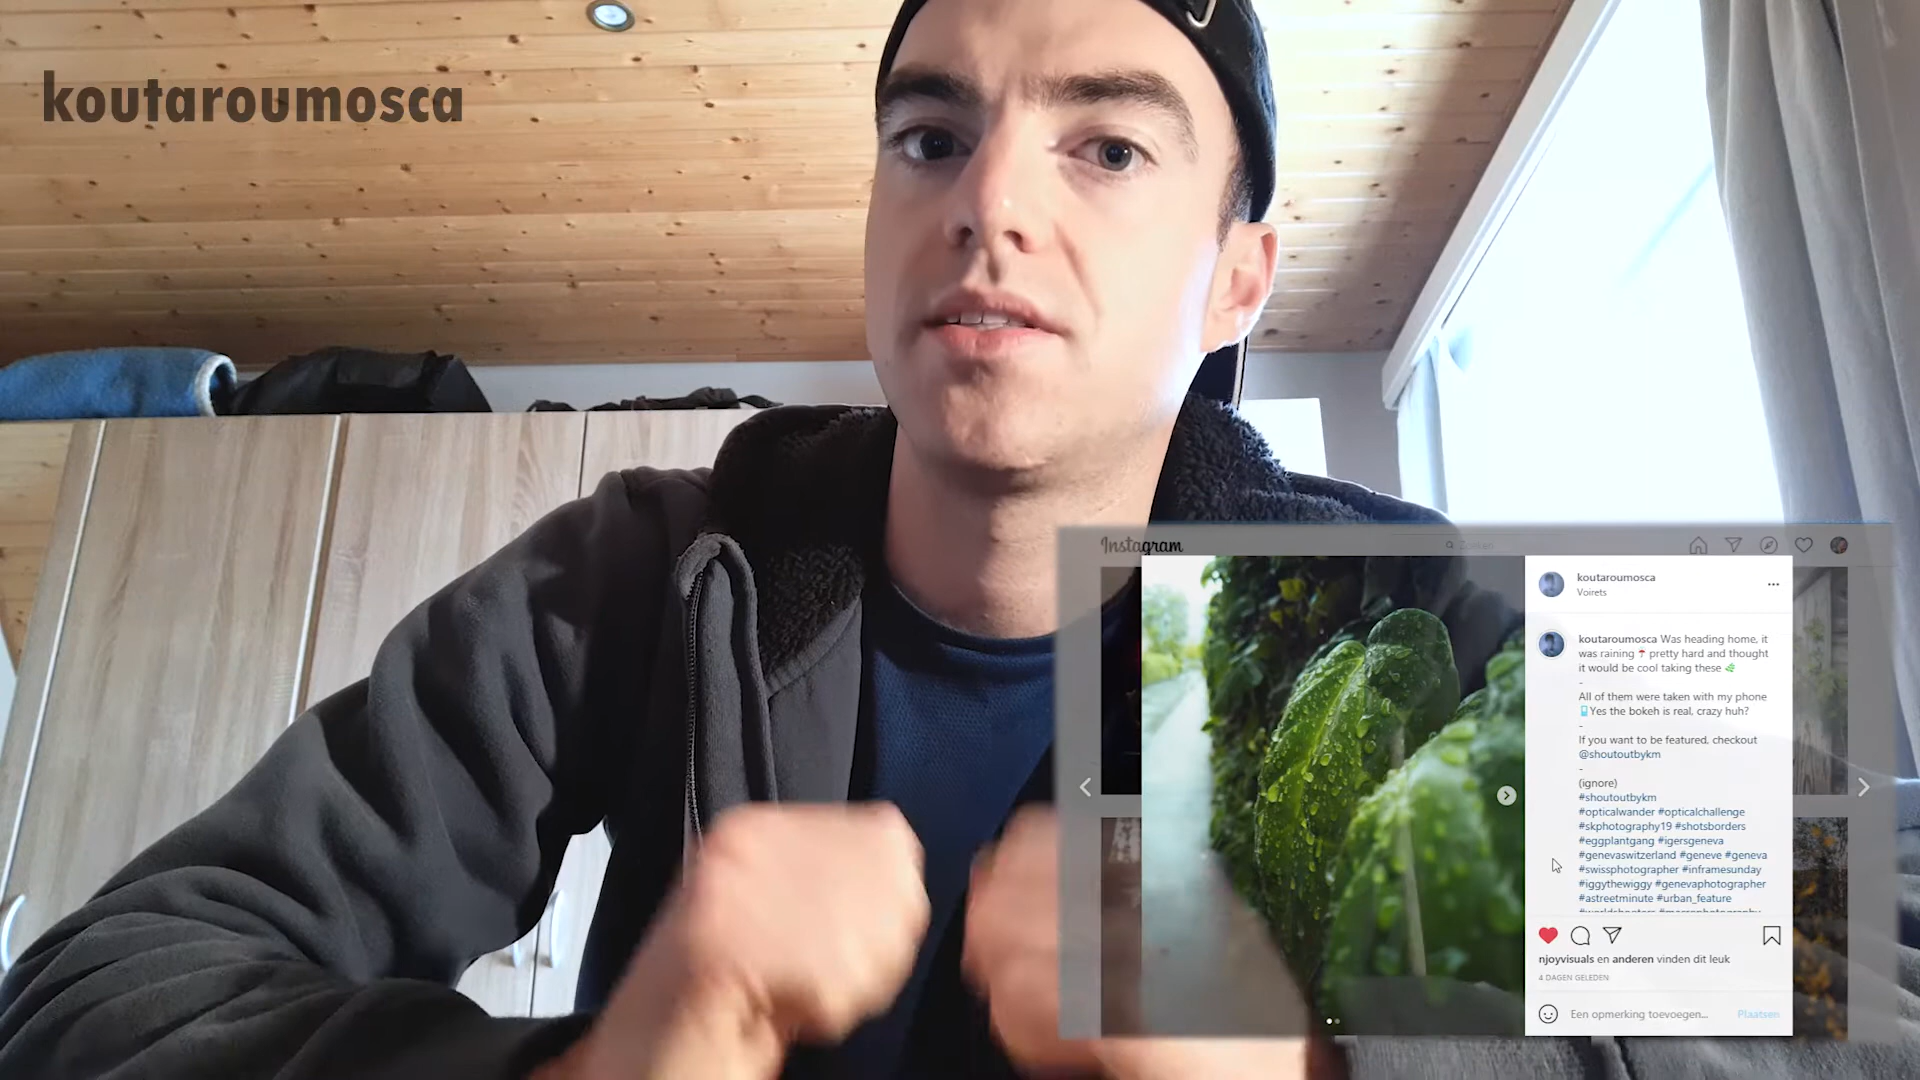 koutaroumosca
Instagram
Zoeken
koutaroumosca
Voirets
koutaroumosca Was heading home, it
was raining pretty hard and thought
it would be cool taking these
-
All of them were taken with my phone
Yes the bokeh is real, crazy huh?
-
If you want to be featured, checkout
@shoutoutbykm
-
(ignore)
#shoutoutbykm
#opticalwander #opticalchallenge
#skphotography19 #shotsborders
#eggplantgang #igersgeneva
#genevaswitzerland #geneve #geneva
#swissphotographer #inframesunday
#iggythewiggy #genevaphotographer
#astreetminute #urban_feature
njoyvisuals en anderen vinden dit leuk
4 DAGEN GELEDEN
Een opmerking toevoegen...
Plaatsen